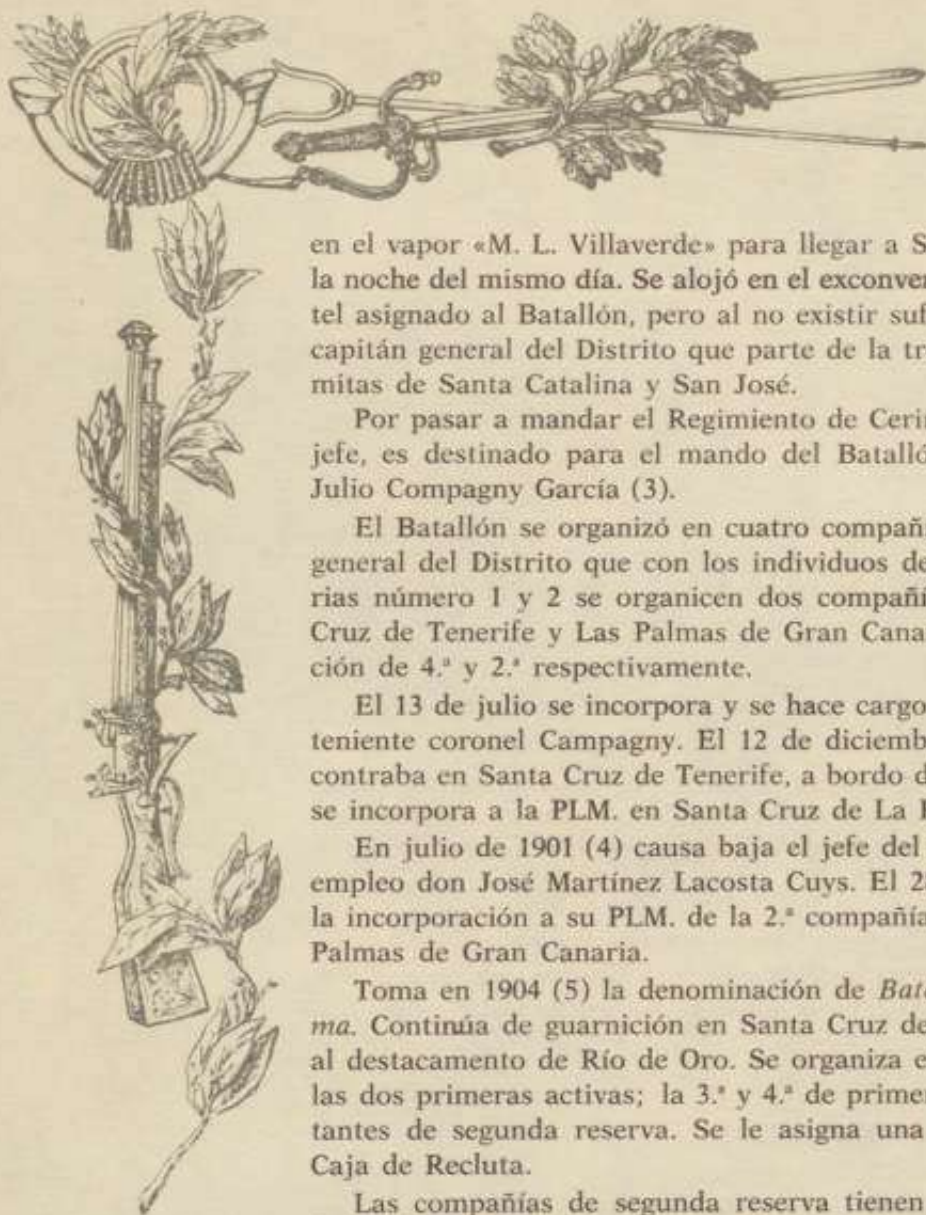 en el vapor «M. L. Villaverde» para llegar a S
la noche del mismo día. Se alojó en el exconver
tel asignado al Batallón, pero al no existir suf
capitán general del Distrito que parte de la tr
mitas de Santa Catalina y San José.
Por pasar a mandar el Regimiento de Ceri
jefe, es destinado para el mando del Batalló
Julio Compagny García (3).
El Batallón se organizó en cuatro compañ
general del Distrito que con los individuos de
rias número 1 y 2 se organicen dos compañí
Cruz de Tenerife y Las Palmas de Gran Cana
ción de 4.ª y 2.ª respectivamente.
El 13 de julio se incorpora y se hace cargo
teniente coronel Campagny. El 12 de diciemb
contraba en Santa Cruz de Tenerife, a bordo d
se incorpora a la PLM. en Santa Cruz de La
En julio de 1901 (4) causa baja el jefe del
empleo don José Martínez Lacosta Cuys. El 2
la incorporación a su PLM. de la 2.ª compañía
Palmas de Gran Canaria.
Toma en 1904 (5) la denominación de Bata
ma. Continúa de guarnición en Santa Cruz de
al destacamento de Río de Oro. Se organiza e
las dos primeras activas; la 3.ª y 4.ª de prime
tantes de segunda reserva. Se le asigna una
Caja de Recluta.
Las compañías de segunda reserva tienen